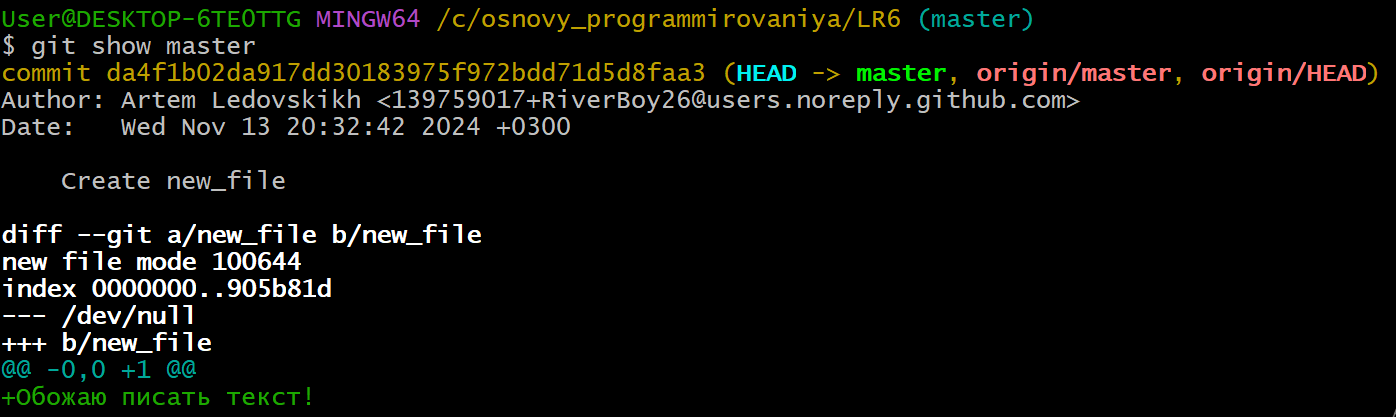 User@DESKTOP-6TEOTTG MINGW64 /c/osnovy_programmirovaniya/LR6 (master)
$ git show master
commit da4f1b02da917dd30183975f972bdd71d5d8faa3 (HEAD -> master, origin/master, origin/HEAD)
Author: Artem Ledovskikh <139759017+RiverBoy26@users.noreply.github.com>
Date:   Wed Nov 13 20:32:42 2024 +0300
    Create new_file
diff --git a/new_file b/new_file
new file mode 100644
index 0000000..905b81d
--- /dev/null
+++ b/new_file
@@ -0,0 +1 @@
+Обожаю писать текст!